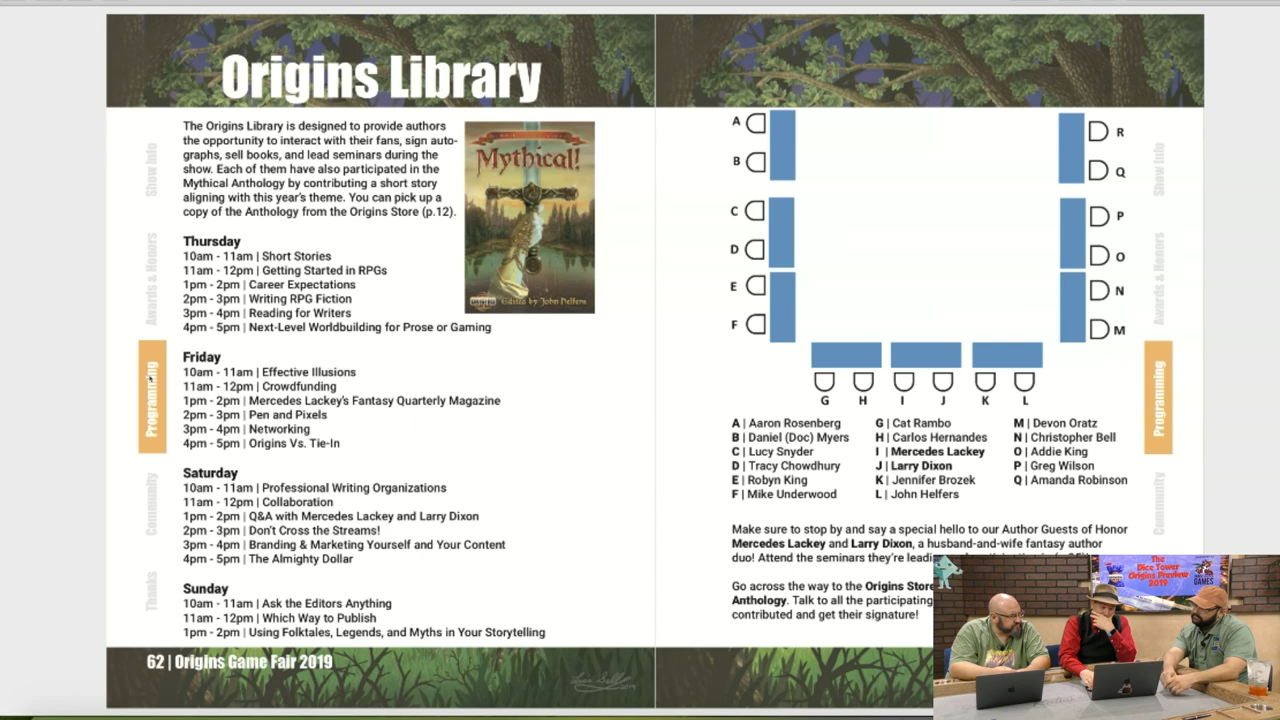 Origins Library
The Origins Library is designed to provide authors
the opportunity to interact with their fans, sign auto-
graphs, sell books, and lead seminars during the
show. Each of them have also participated in the
Mythical Anthology by contributing a short story
aligning with this year's theme. You can pick up a
copy of the Anthology from the Origins Store (p.12).
Mythical!
Edited by John Helfers
Thursday
10am - 11am | Short Stories
11am - 12pm | Getting Started in RPGs
1pm - 2pm | Career Expectations
2pm - 3pm | Writing RPG Fiction
3pm - 4pm | Reading for Writers
4pm - 5pm | Next-Level Worldbuilding for Prose or Gaming
Friday
10am - 11am | Effective Illusions
11am - 12pm | Crowdfunding
1pm - 2pm | Mercedes Lackey's Fantasy Quarterly Magazine
2pm - 3pm | Pen and Pixels
3pm - 4pm | Networking
4pm - 5pm | Origins Vs. Tie-In
Saturday
10am - 11am | Professional Writing Organizations
11am - 12pm | Collaboration
1pm - 2pm | Q&A with Mercedes Lackey and Larry Dixon
2pm - 3pm | Don't Cross the Streams!
3pm - 4pm | Branding & Marketing Yourself and Your Content
4pm - 5pm | The Almighty Dollar
Sunday
10am - 11am | Ask the Editors Anything
11am - 12pm | Which Way to Publish
1pm - 2pm | Using Folktales, Legends, and Myths in Your Storytelling
62 | Origins Game Fair 2019
Show Info
Awards & Honors
Programming
Community
Thanks
A
B
C
D
E
F
G H I J K L
R
Q
P
O
N
M
A | Aaron Rosenberg
B | Daniel (Doc) Myers
C | Lucy Snyder
D | Tracy Chowdhury
E | Robyn King
F | Mike Underwood
G | Cat Rambo
H | Carlos Hernandes
I | Mercedes Lackey
J | Larry Dixon
K | Jennifer Brozek
L | John Helfers
M | Devon Oratz
N | Christopher Bell
O | Addie King
P | Greg Wilson
Q | Amanda Robinson
Make sure to stop by and say a special hello to our Author Guests of Honor
Mercedes Lackey and Larry Dixon, a husband-and-wife fantasy author
duo! Attend the seminars they're
Go across the way to the Origins Store
Anthology. Talk to all the participating
contributed and get their signature!
Show Info
Awards & Honors
Programming
Community
The
Dice Tower
Origins Preview
2019
GAMES